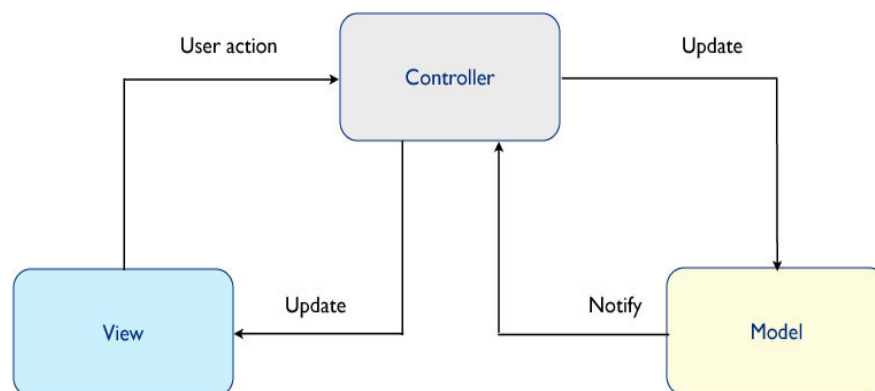 User action
Controller
Update
View
Update
Notify
Model